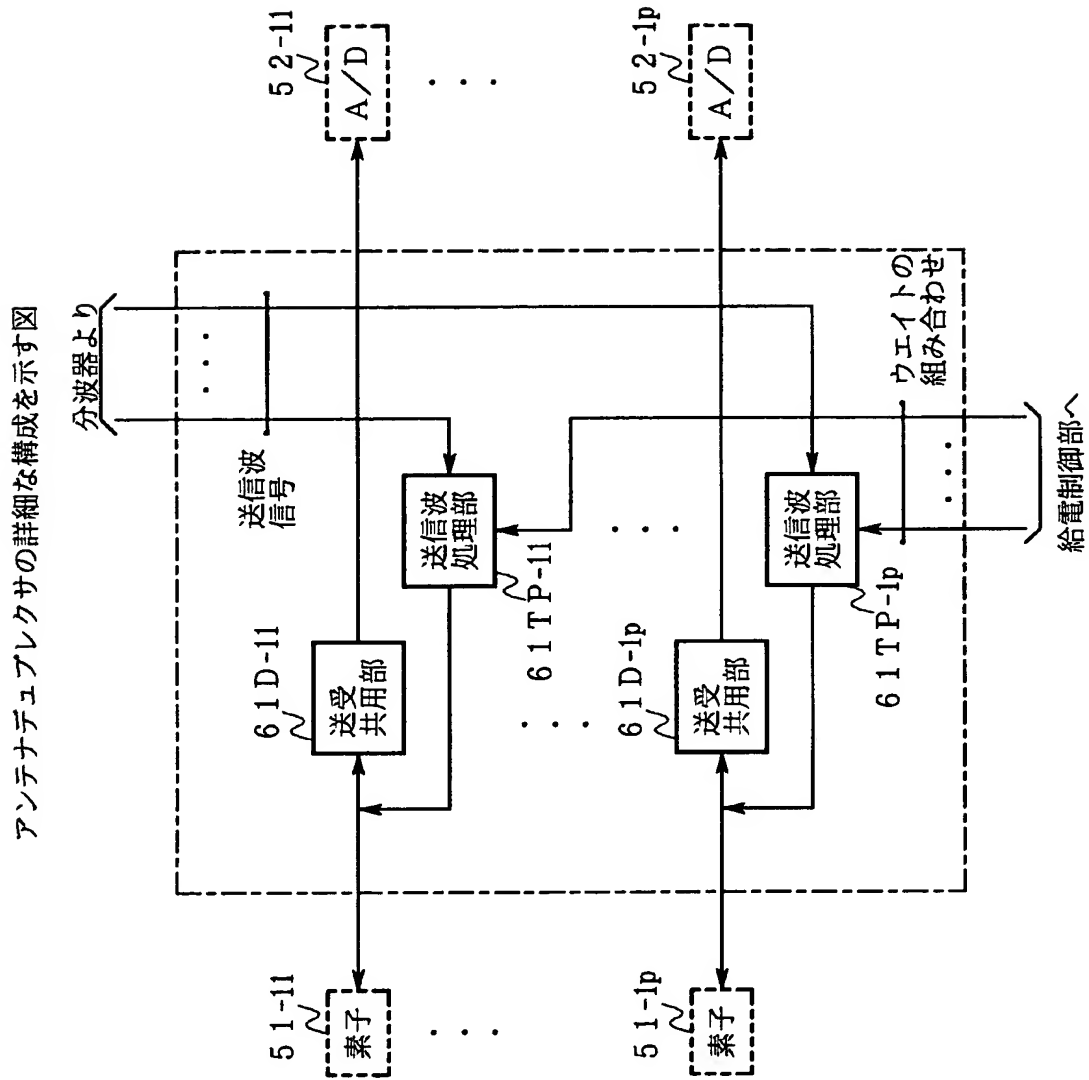 アンテナデュプレクサの詳細な構成を示す図
分波器より
送信波
信号
51-11
素子
61D-11
送受
共用部
送信波
処理部
61TP-11
52-11
A/D
・・・
・・・
・・・
・・・
・・・
51-1p
素子
61D-1p
送受
共用部
送信波
処理部
61TP-1p
52-1p
A/D
ウエイトの
組み合わせ
・・・
給電制御部へ